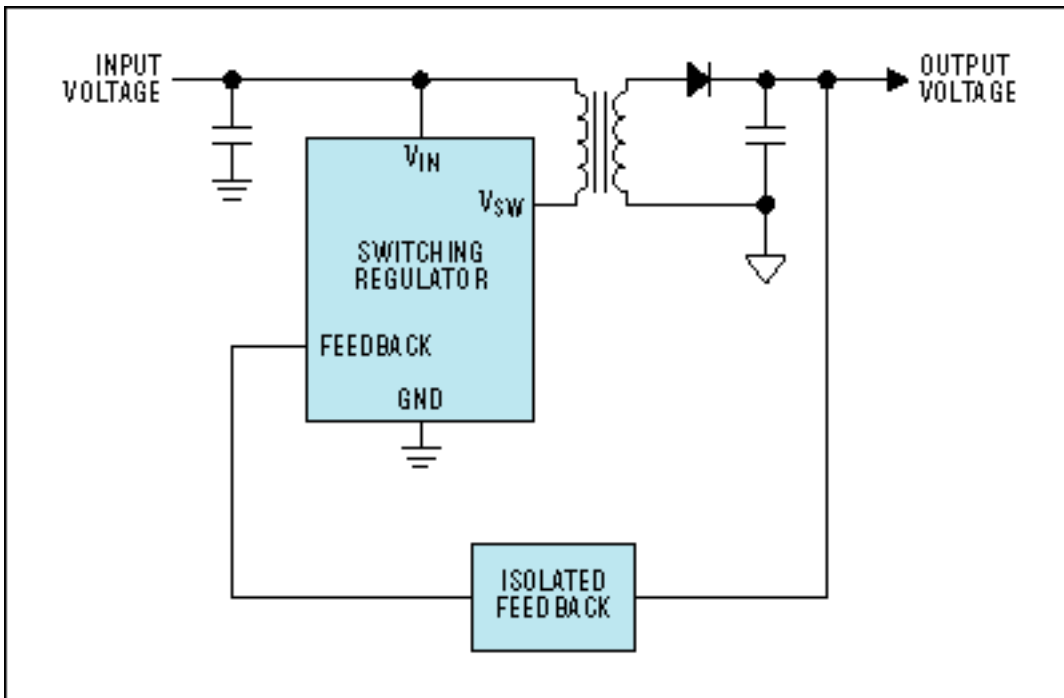 INPUT
VOLTAGE
OUTPUT
VOLTAGE
VIN
VSW
SWITCHING
REGULATOR
FEEDBACK
GND
ISOLATED
FEEDBACK